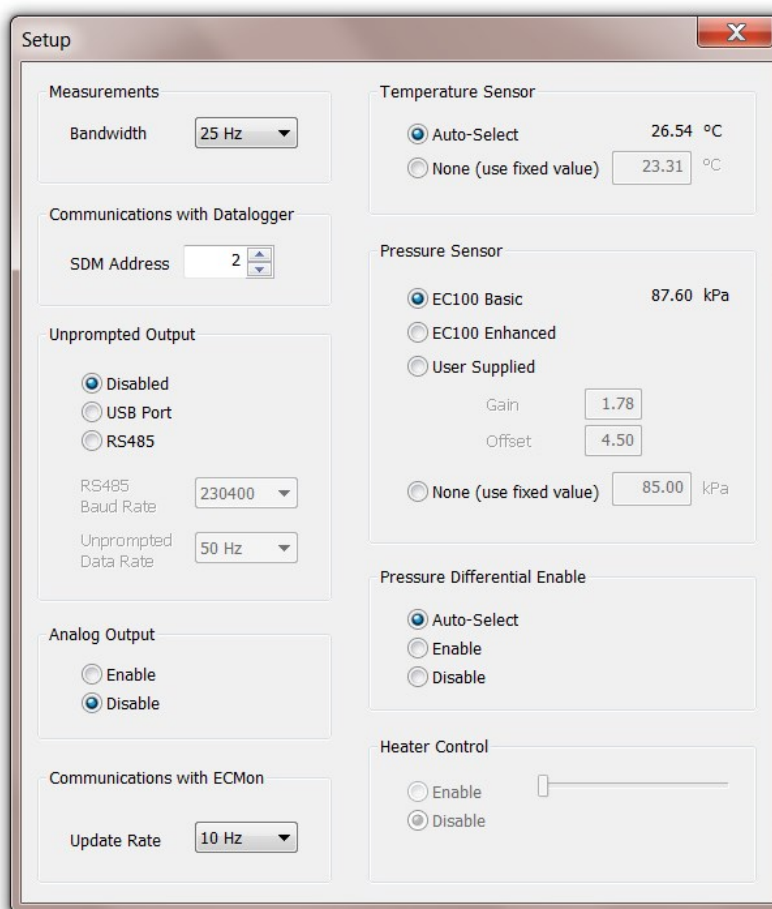 Setup
Measurements
Bandwidth 25 Hz
Communications with Datalogger
SDM Address 2
Unprompted Output
Disabled
USB Port
RS485
RS485
Baud Rate 230400
Unprompted
Data Rate 50 Hz
Analog Output
Enable
Disable
Communications with ECMon
Update Rate 10 Hz
Temperature Sensor
Auto-Select 26.54 ºC
None (use fixed value) 23.31 ºC
Pressure Sensor
EC100 Basic 87.60 kPa
EC100 Enhanced
User Supplied
Gain 1.78
Offset 4.50
None (use fixed value) 85.00 kPa
Pressure Differential Enable
Auto-Select
Enable
Disable
Heater Control
Enable
Disable